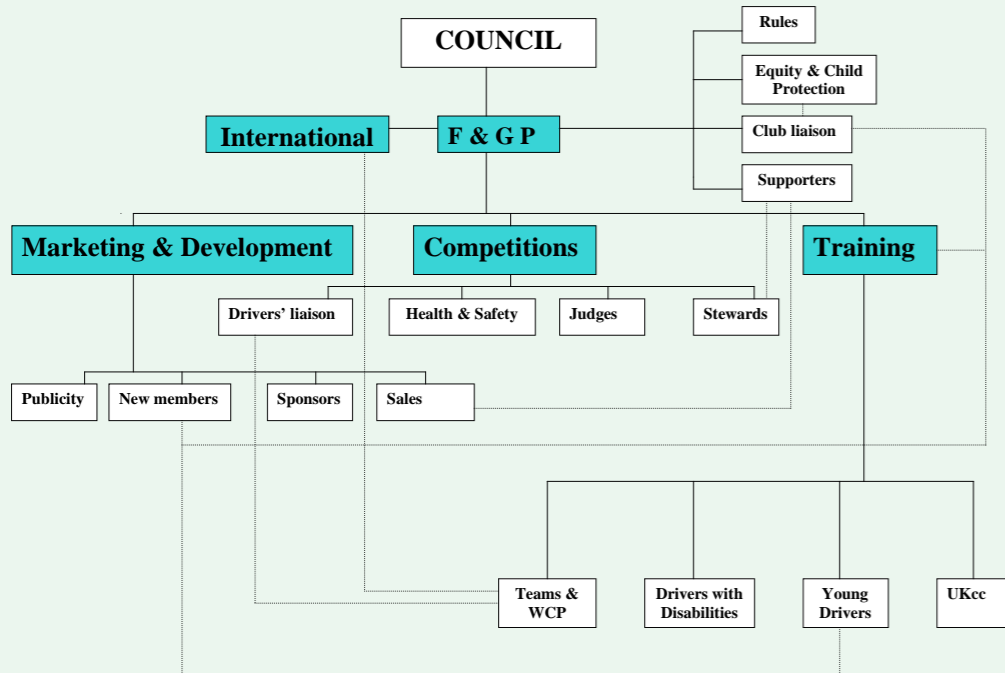 COUNCIL
Rules
Equity & Child
Protection
International
F & G P
Club liaison
Supporters
Marketing & Development
Competitions
Training
Drivers’ liaison
Health & Safety
Judges
Stewards
Publicity
New members
Sponsors
Sales
Teams &
WCP
Drivers with
Disabilities
Young
Drivers
UKcc